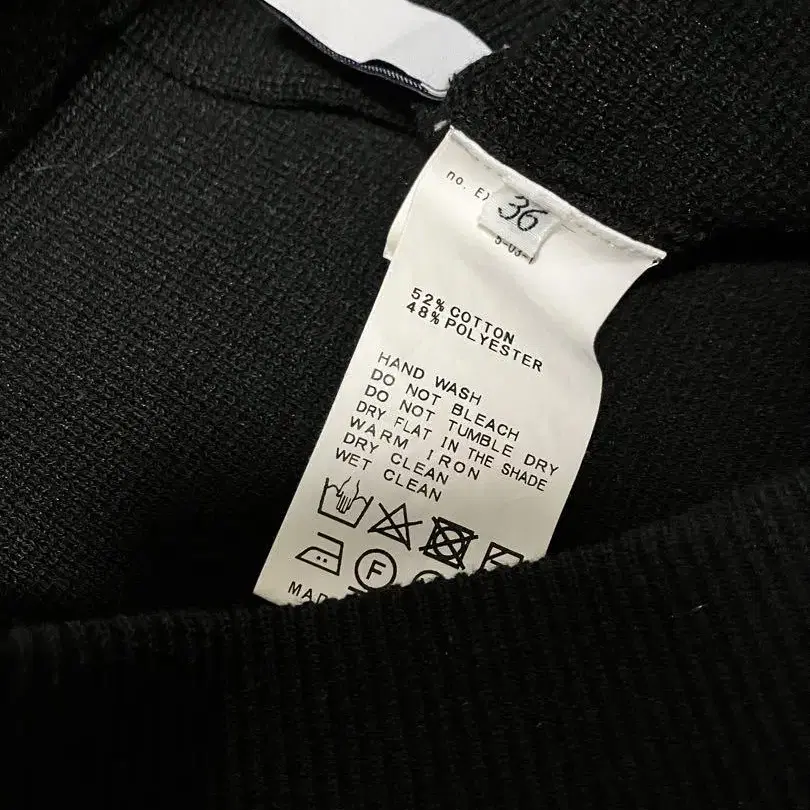 no. E
36
52% COTTON
48% POLYESTER
HAND WASH
DO NOT BLEACH
DO NOT TUMBLE DRY
DRY FLAT IN THE SHADE
WARM IRON
DRY CLEAN
WET CLEAN
F